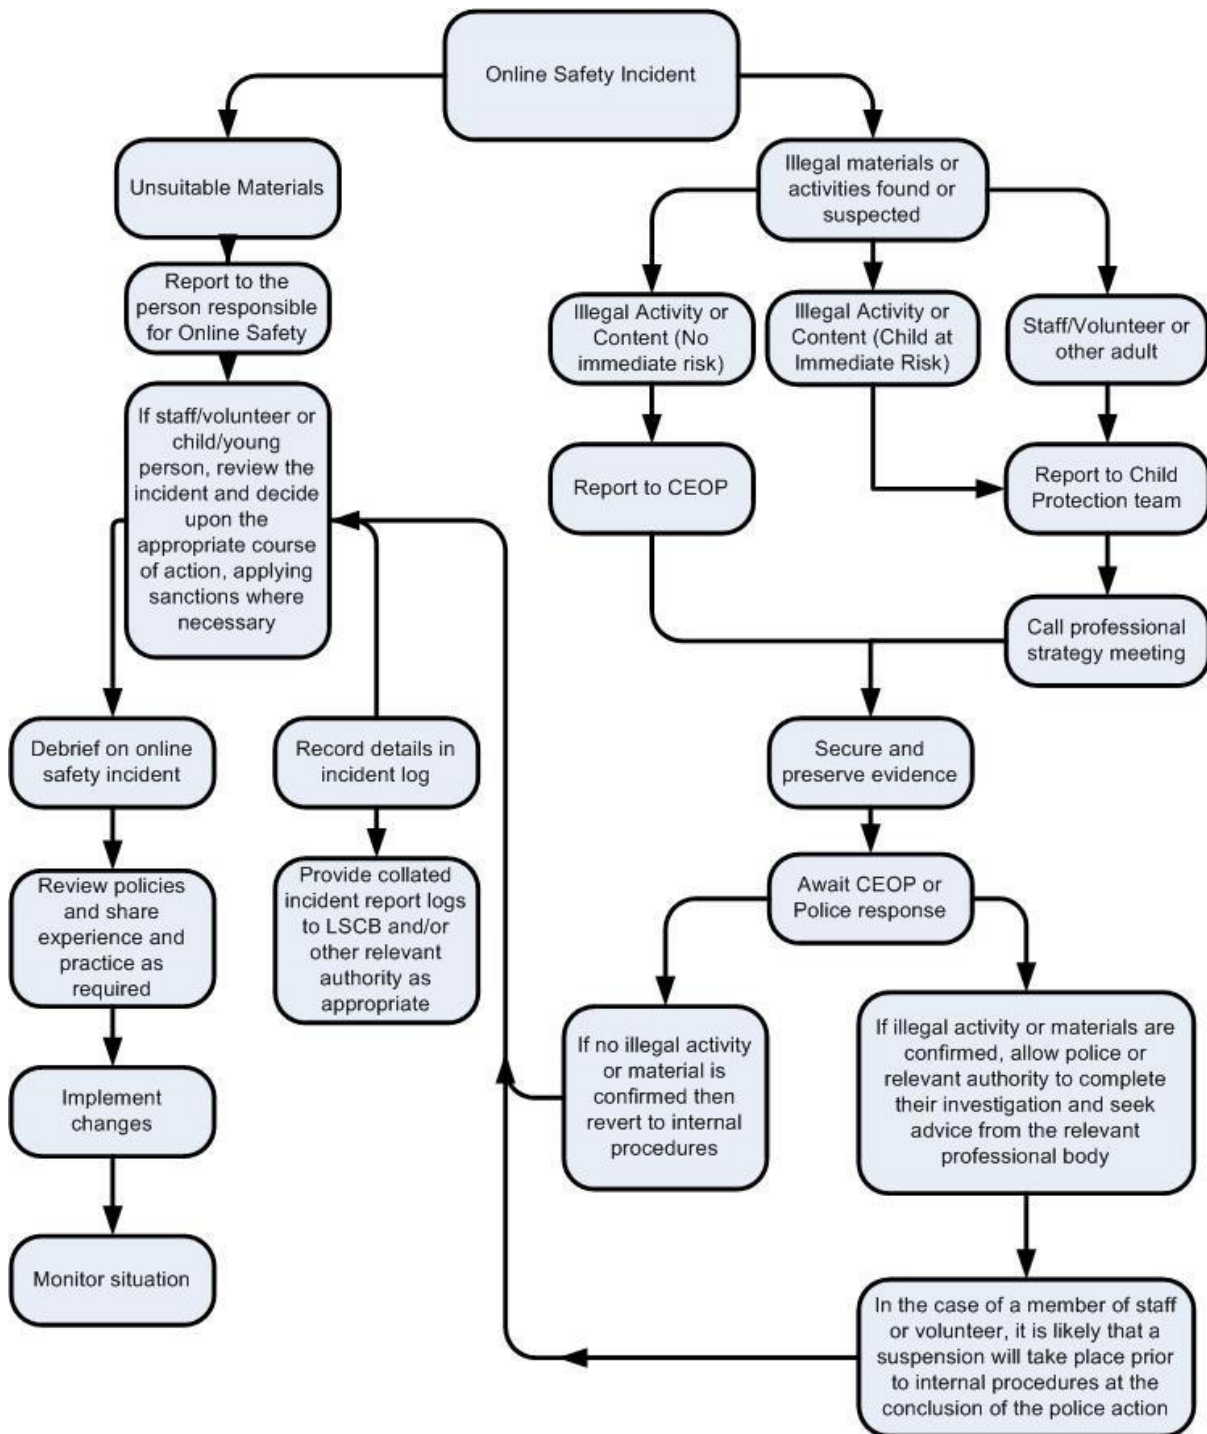 Online Safety Incident
Unsuitable Materials
Illegal materials or
activities found or
suspected
Report to the
person responsible
for Online Safety
Illegal Activity or
Content (No
immediate risk)
Illegal Activity or
Content (Child at
Immediate Risk)
Staff/Volunteer or
other adult
If staff/volunteer or
child/young
person, review the
incident and decide
upon the
appropriate course
of action, applying
sanctions where
necessary
Report to CEOP
Report to Child
Protection team
Call professional
strategy meeting
Debrief on online
safety incident
Record details in
incident log
Secure and
preserve evidence
Review policies
and share
experience and
practice as
required
Provide collated
incident report logs
to LSCB and/or
other relevant
authority as
appropriate
Await CEOP or
Police response
If no illegal activity
or material is
confirmed then
revert to internal
procedures
If illegal activity or materials are
confirmed, allow police or
relevant authority to complete
their investigation and seek
advice from the relevant
professional body
Implement
changes
Monitor situation
In the case of a member of staff
or volunteer, it is likely that a
suspension will take place prior
to internal procedures at the
conclusion of the police action